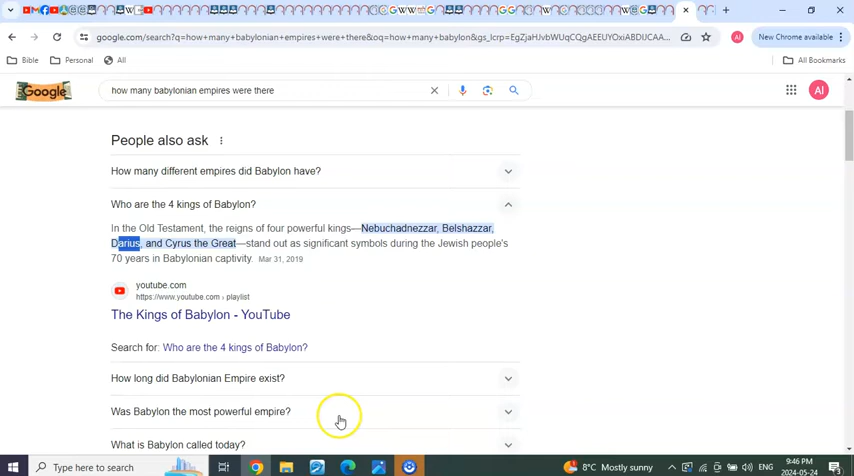 google.com/search?q=how+many+babylonian+empires+were+there&oq=how+many+babylon&gs_lcrp=EgZjaHJvbWUqCQgAEEUYOxiABDIJCAA...
New Chrome available
Bible
Personal
All
All Bookmarks
Google
how many babylonian empires were there
AI
People also ask
How many different empires did Babylon have?
Who are the 4 kings of Babylon?
In the Old Testament, the reigns of four powerful kings—Nebuchadnezzar, Belshazzar,
Darius, and Cyrus the Great—stand out as significant symbols during the Jewish people's
70 years in Babylonian captivity. Mar 31, 2019
youtube.com
https://www.youtube.com › playlist
The Kings of Babylon - YouTube
Search for: Who are the 4 kings of Babylon?
How long did Babylonian Empire exist?
Was Babylon the most powerful empire?
What is Babylon called today?
Type here to search
8°C Mostly sunny
ENG
9:46 PM
2024-05-24